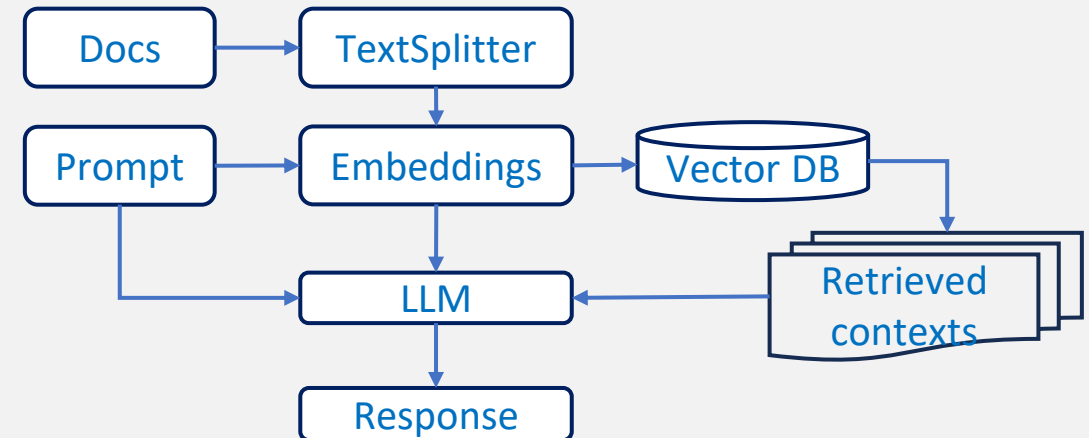 Docs
TextSplitter
Prompt
Embeddings
Vector DB
LLM
Retrieved
contexts
Response